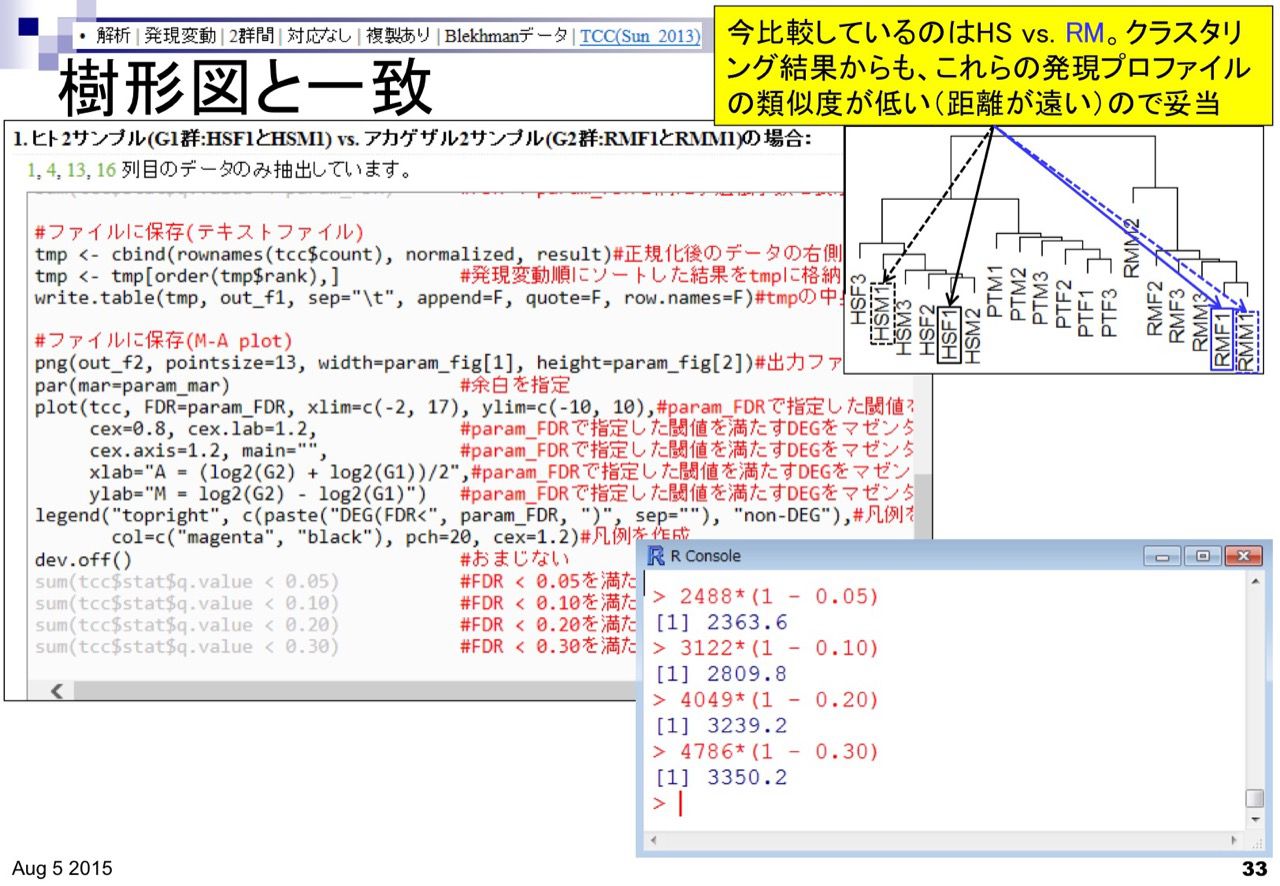 • 解析 | 発現変動 | 2群間 | 対応なし | 複製あり | Blekhmanデータ | TCC(Sun_2013)
樹形図と一致
今比較しているのはHS vs. RM。クラスタリ
ング結果からも、これらの発現プロファイル
の類似度が低い（距離が遠い）ので妥当
1. ヒト2サンプル(G1群:HSF1とHSM1) vs. アカゲザル2サンプル(G2群:RMF1とRMM1)の場合:
1, 4, 13, 16 列目のデータのみ抽出しています。
#ファイルに保存(テキストファイル)
tmp <- cbind(rownames(tcc$count), normalized, result)#正規化後のデータの右側
tmp <- tmp[order(tmp$rank),] #発現変動順にソートした結果をtmpに格納
write.table(tmp, out_f1, sep="\t", append=F, quote=F, row.names=F)#tmpの中
#ファイルに保存(M-A plot)
png(out_f2, pointsize=13, width=param_fig[1], height=param_fig[2])#出力ファ
par(mar=param_mar) #余白を指定
plot(tcc, FDR=param_FDR, xlim=c(-2, 17), ylim=c(-10, 10),#param_FDRで指定した閾値
cex=0.8, cex.lab=1.2, #param_FDRで指定した閾値を満たすDEGをマゼンタ
cex.axis=1.2, main="", #param_FDRで指定した閾値を満たすDEGをマゼンタ
xlab="A = (log2(G2) + log2(G1))/2",#param_FDRで指定した閾値を満たすDEGをマゼン
ylab="M = log2(G2) - log2(G1)") #param_FDRで指定した閾値を満たすDEGをマゼンタ
legend("topright", c(paste("DEG(FDR<", param_FDR, ")", sep=""), "non-DEG"),#凡例を
col=c("magenta", "black"), pch=20, cex=1.2)#凡例を作成
dev.off() #おまじない
sum(tcc$stat$q.value < 0.05) #FDR < 0.05を満た
sum(tcc$stat$q.value < 0.10) #FDR < 0.10を満た
sum(tcc$stat$q.value < 0.20) #FDR < 0.20を満た
sum(tcc$stat$q.value < 0.30) #FDR < 0.30を満た
HSF3
HSM1
HSM3
HSF2
HSF1
HSM2
PTM1
PTM2
PTM3
PTF2
PTF1
PTF3
RMM2
RMF2
RMF3
RMM3
RMF1
RMM1
R Console
> 2488*(1 - 0.05)
[1] 2363.6
> 3122*(1 - 0.10)
[1] 2809.8
> 4049*(1 - 0.20)
[1] 3239.2
> 4786*(1 - 0.30)
[1] 3350.2
>
Aug 5 2015
33